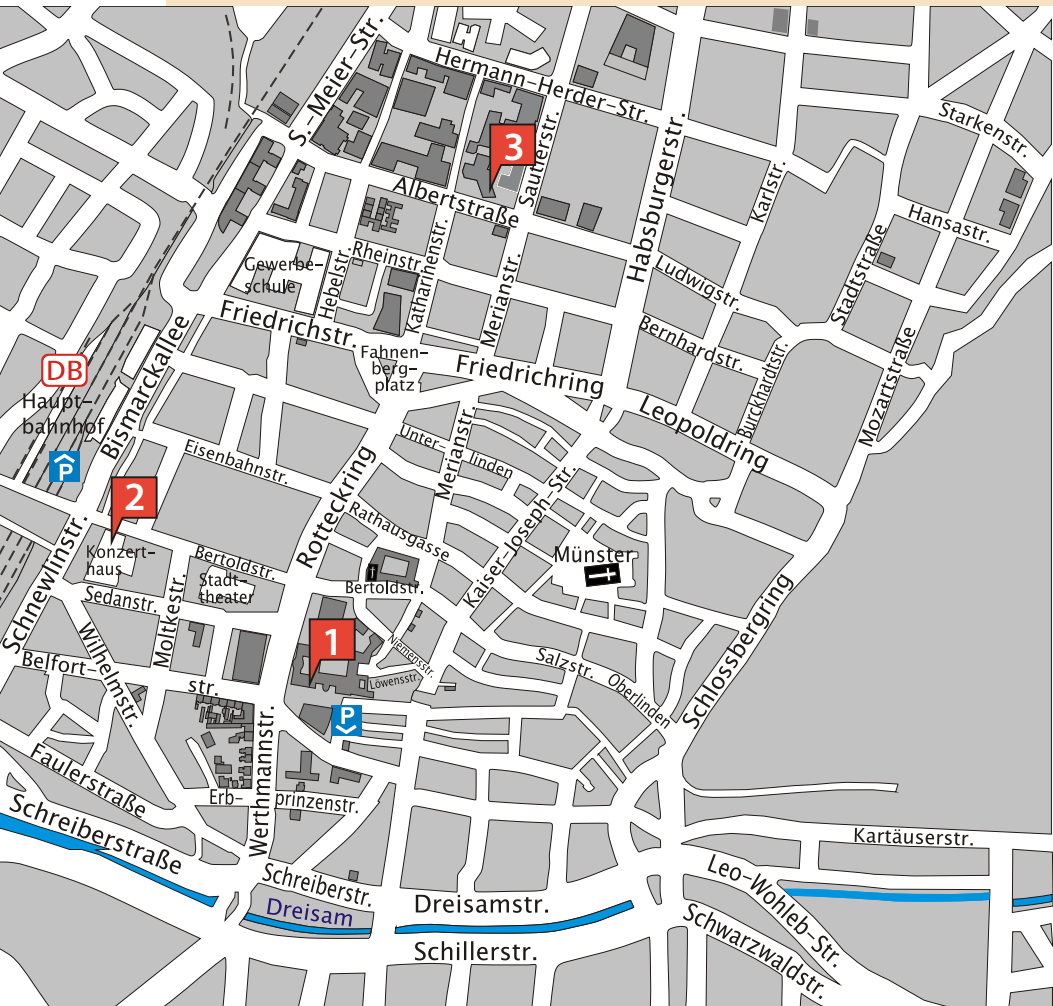 S.-Meier-Str.
Hermann-Herder-Str.
Starkenstr.
3
Sautierstr.
Habsburgerstr.
Karlstr.
Albertstraße
Hansastr.
Stadtstraße
Rheinstr.
Gewerbe-
schule
Hebelstr.
Katharinenstr.
Merianstr.
Ludwigstr.
Friedrichstr.
Bernhardstr.
Mozartstraße
Burckhardtstr.
Fahnen-
berg-
platz
Friedrichring
Leopoldring
DB
Haupt-
bahnhof
P
Bismarckallee
Eisenbahnstr.
Unter-
linden
Merianstr.
2
Rotteckring
Rathausgasse
Kaiser-Joseph-Str.
Münster
Konzert-
haus
Bertoldstr.
Stadt-
theater
Bertoldstr.
Schnewlinstr.
Sedanstr.
Moltkestr.
Wilhelmstr.
1
Niemensstr.
Löwensstr.
Salzstr.
Oberlinden
Schlossbergring
Belfort-
str.
P
Werthmannstr.
Faulerstraße
Erb-
prinzenstr.
Schreiberstraße
Schreiberstr.
Dreisam
Dreisamstr.
Schillerstr.
Kartäuserstr.
Leo-Wohleb-Str.
Schwarzwaldstr.